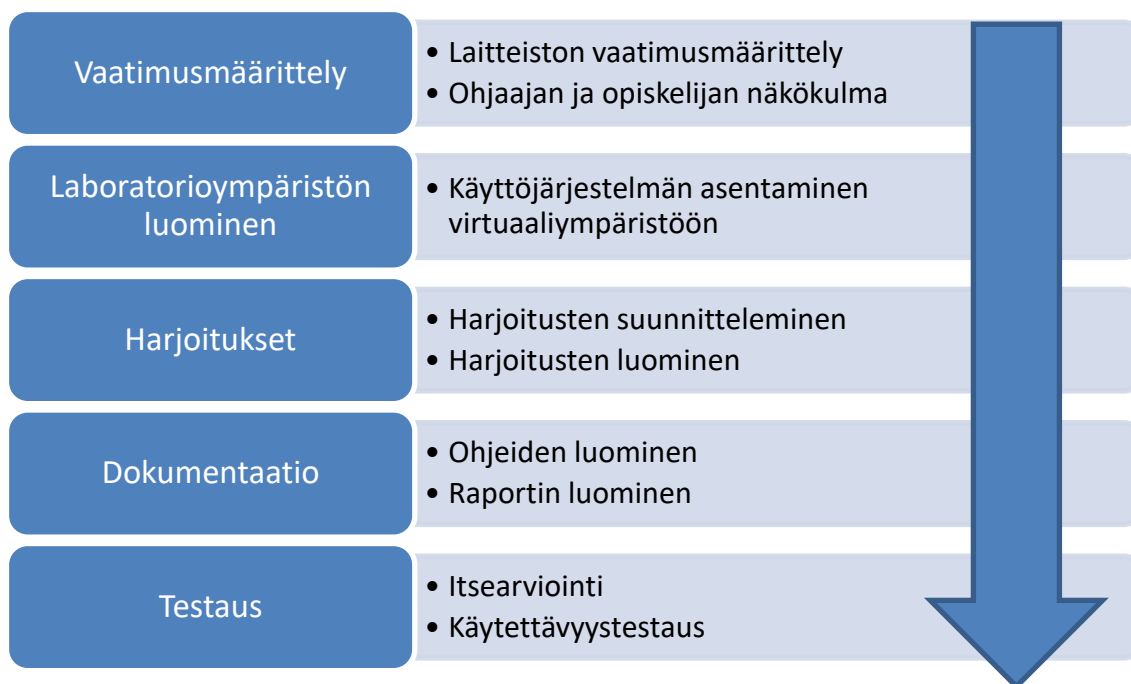 Vaatimusmäärittely
• Laitteiston vaatimusmäärittely
• Ohjaajan ja opiskelijan näkökulma
Laboratorioympäristön
luominen
• Käyttöjärjestelmän asentaminen
virtuaaliympäristöön
Harjoitukset
• Harjoitusten suunnitteleminen
• Harjoitusten luominen
Dokumentaatio
• Ohjeiden luominen
• Raportin luominen
Testaus
• Itsearviointi
• Käytettävyystestaus